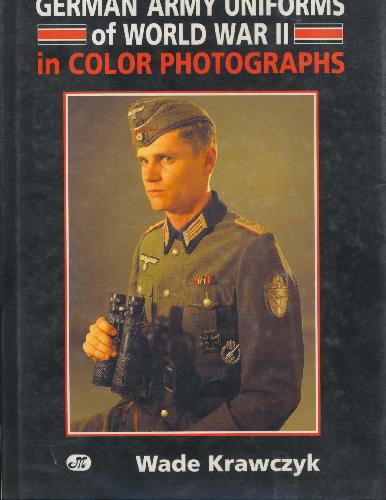 GERMAN ARMY UNIFORMS
of WORLD WAR II
in COLOR PHOTOGRAPHS
Wade Krawczyk